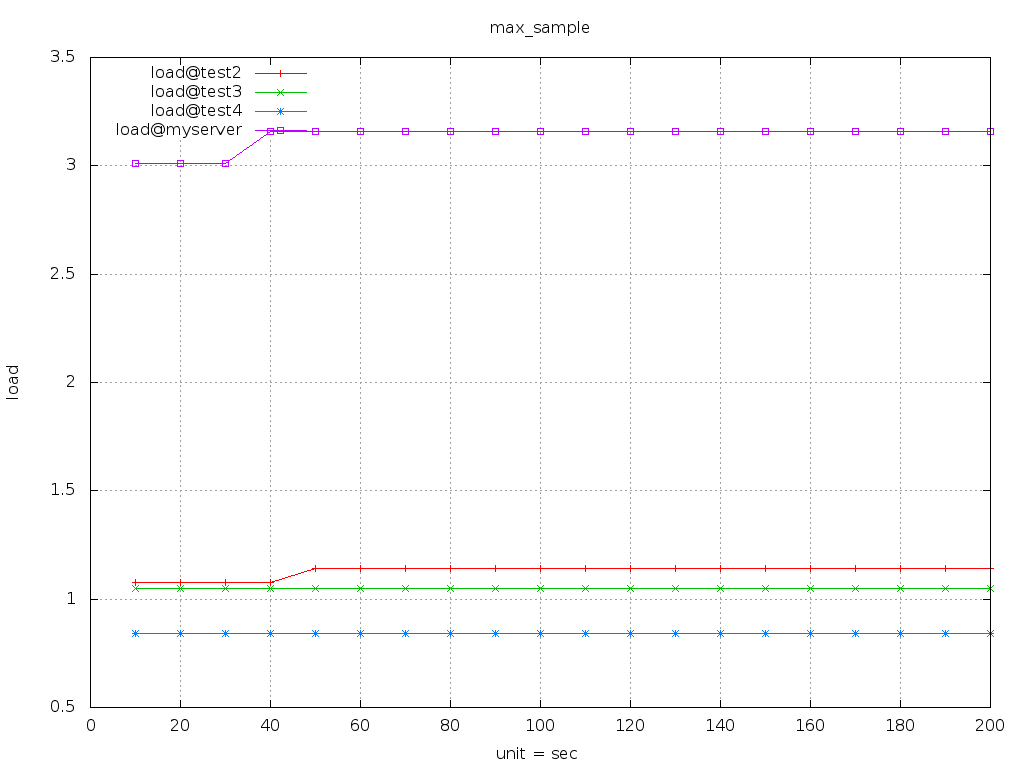 max_sample
3.5
load@test2
load@test3
load@test4
load@myserver
3
2.5
2
load
1.5
1
0.5
0 20 40 60 80 100 120 140 160 180 200
unit = sec